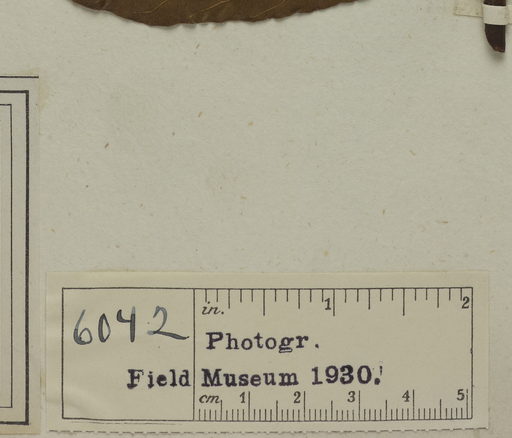 6042
in. 1 2
Photogr.
Field Museum 1930.
cm 1 2 3 4 5